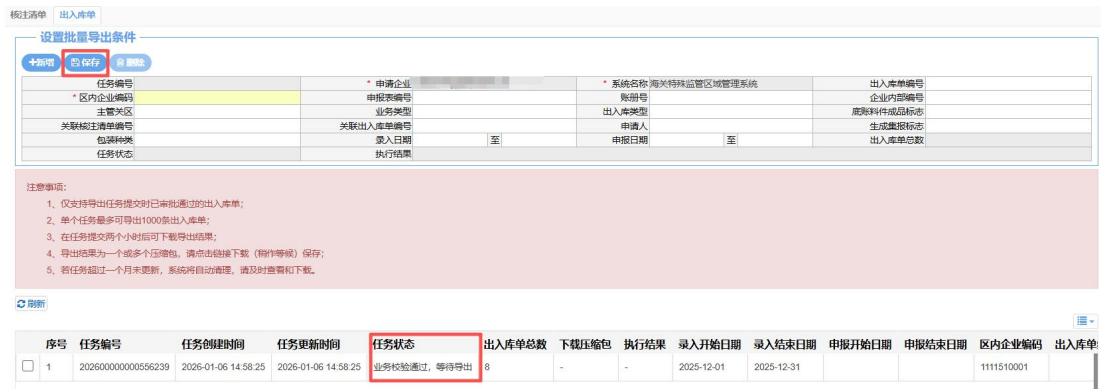 核注清单 出入库单
设置批量导出条件
+新增 保存 删除
任务编号 * 申请企业 * 系统名称 海关特殊监管区域管理系统 出入库单编号
* 区内企业编码 申报表编号 账册号 企业内部编号
主管关区 业务类型 出入库类型 底账料件成品标志
关联核注清单编号 关联出入库单编号 申请人 生成集报标志
包装种类 录入日期 至 申报日期 至 出入库单总数
任务状态 执行结果
注意事项:
1、仅支持导出任务提交时已审批通过的出入库单;
2、单个任务最多可导出1000条出入库单;
3、在任务提交两个小时后可下载导出结果;
4、导出结果为一个或多个压缩包,请点击链接下载(稍作等候)保存;
5、若任务超过一个月未更新,系统将自动清理,请及时查看和下载。
刷新
序号 任务编号 任务创建时间 任务更新时间 任务状态 出入库单总数 下载压缩包 执行结果 录入开始日期 录入结束日期 申报开始日期 申报结束日期 区内企业编码 出入库单
1 202600000000556239 2026-01-06 14:58:25 2026-01-06 14:58:25 业务校验通过,等待导出 8 - - 2025-12-01 2025-12-31 1111510001